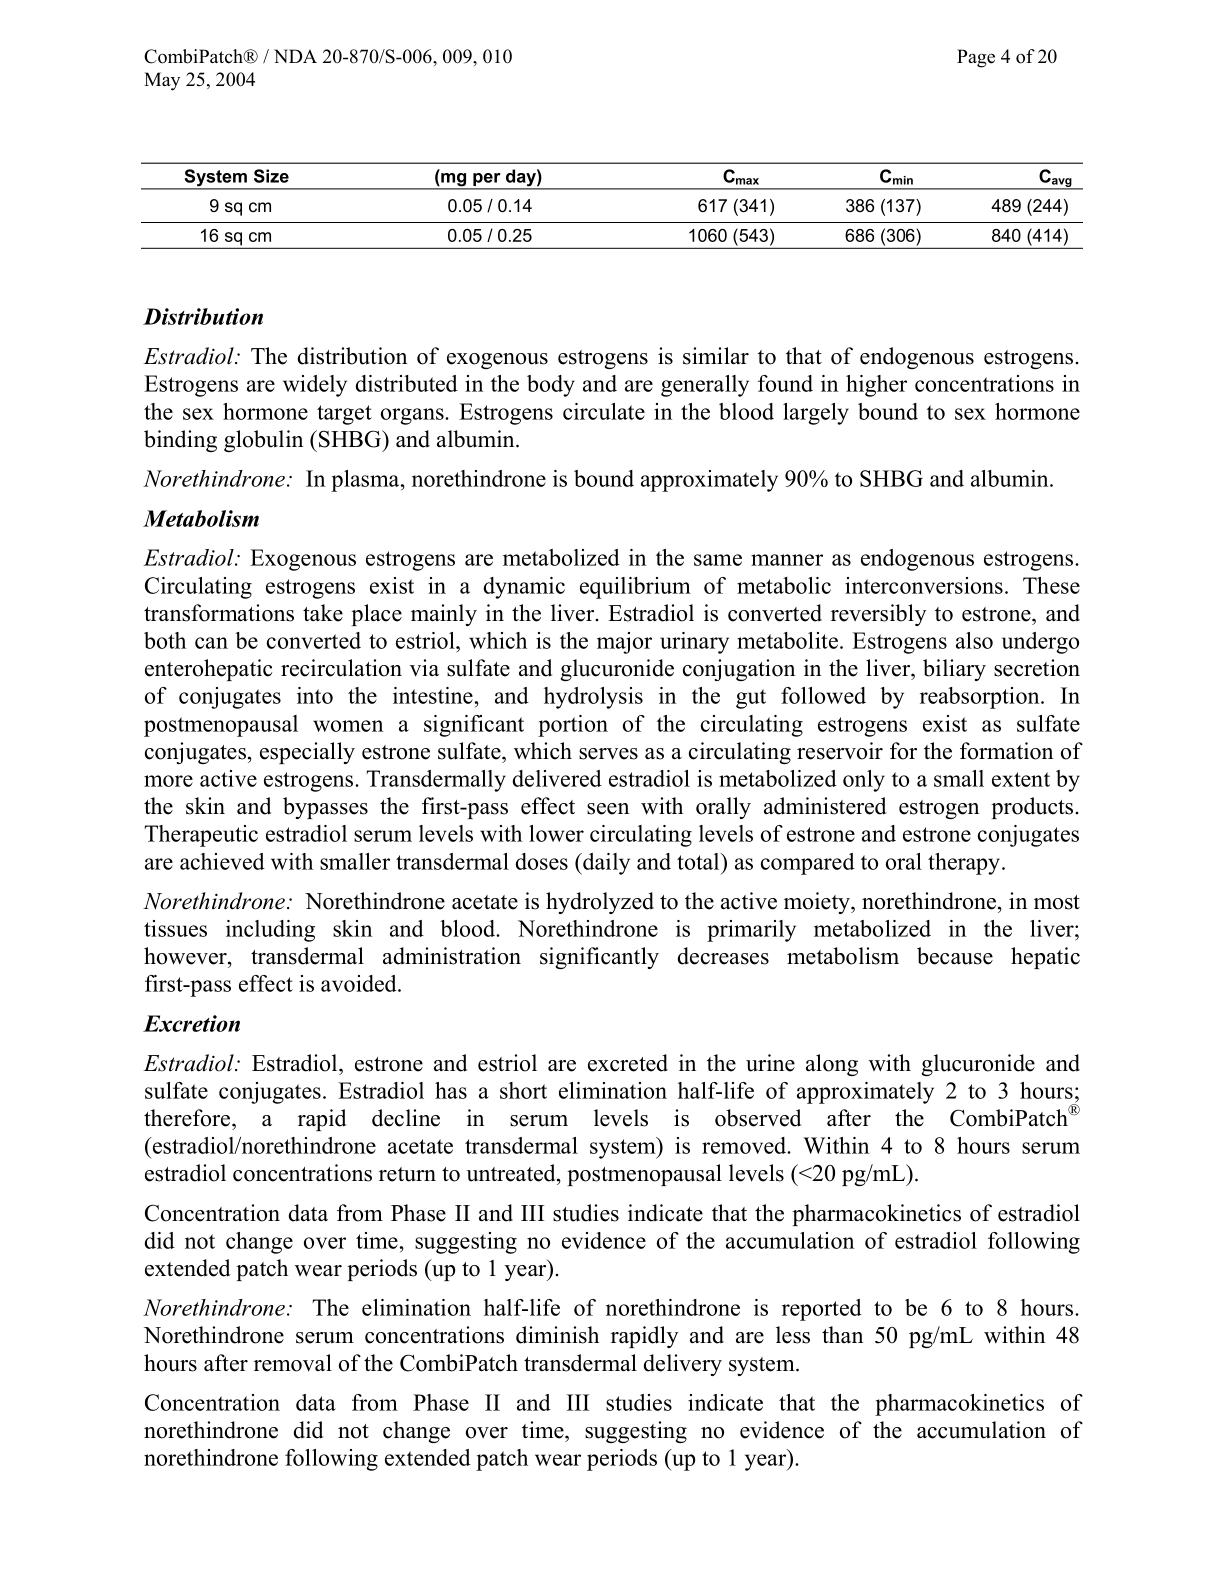 CombiPatch® / NDA 20-870/S-006, 009, 010 Page 4 of 20
May 25, 2004
System Size (mg per day) Cmax Cmin Cavg
9 sq cm 0.05 / 0.14 617 (341) 386 (137) 489 (244)
16 sq cm 0.05 / 0.25 1060 (543) 686 (306) 840 (414)
Distribution
Estradiol: The distribution of exogenous estrogens is similar to that of endogenous estrogens.
Estrogens are widely distributed in the body and are generally found in higher concentrations in
the sex hormone target organs. Estrogens circulate in the blood largely bound to sex hormone
binding globulin (SHBG) and albumin.
Norethindrone: In plasma, norethindrone is bound approximately 90% to SHBG and albumin.
Metabolism
Estradiol: Exogenous estrogens are metabolized in the same manner as endogenous estrogens.
Circulating estrogens exist in a dynamic equilibrium of metabolic interconversions. These
transformations take place mainly in the liver. Estradiol is converted reversibly to estrone, and
both can be converted to estriol, which is the major urinary metabolite. Estrogens also undergo
enterohepatic recirculation via sulfate and glucuronide conjugation in the liver, biliary secretion
of conjugates into the intestine, and hydrolysis in the gut followed by reabsorption. In
postmenopausal women a significant portion of the circulating estrogens exist as sulfate
conjugates, especially estrone sulfate, which serves as a circulating reservoir for the formation of
more active estrogens. Transdermally delivered estradiol is metabolized only to a small extent by
the skin and bypasses the first-pass effect seen with orally administered estrogen products.
Therapeutic estradiol serum levels with lower circulating levels of estrone and estrone conjugates
are achieved with smaller transdermal doses (daily and total) as compared to oral therapy.
Norethindrone: Norethindrone acetate is hydrolyzed to the active moiety, norethindrone, in most
tissues including skin and blood. Norethindrone is primarily metabolized in the liver;
however, transdermal administration significantly decreases metabolism because hepatic
first-pass effect is avoided.
Excretion
Estradiol: Estradiol, estrone and estriol are excreted in the urine along with glucuronide and
sulfate conjugates. Estradiol has a short elimination half-life of approximately 2 to 3 hours;
therefore, a rapid decline in serum levels is observed after the CombiPatch®
(estradiol/norethindrone acetate transdermal system) is removed. Within 4 to 8 hours serum
estradiol concentrations return to untreated, postmenopausal levels (<20 pg/mL).
Concentration data from Phase II and III studies indicate that the pharmacokinetics of estradiol
did not change over time, suggesting no evidence of the accumulation of estradiol following
extended patch wear periods (up to 1 year).
Norethindrone: The elimination half-life of norethindrone is reported to be 6 to 8 hours.
Norethindrone serum concentrations diminish rapidly and are less than 50 pg/mL within 48
hours after removal of the CombiPatch transdermal delivery system.
Concentration data from Phase II and III studies indicate that the pharmacokinetics of
norethindrone did not change over time, suggesting no evidence of the accumulation of
norethindrone following extended patch wear periods (up to 1 year).